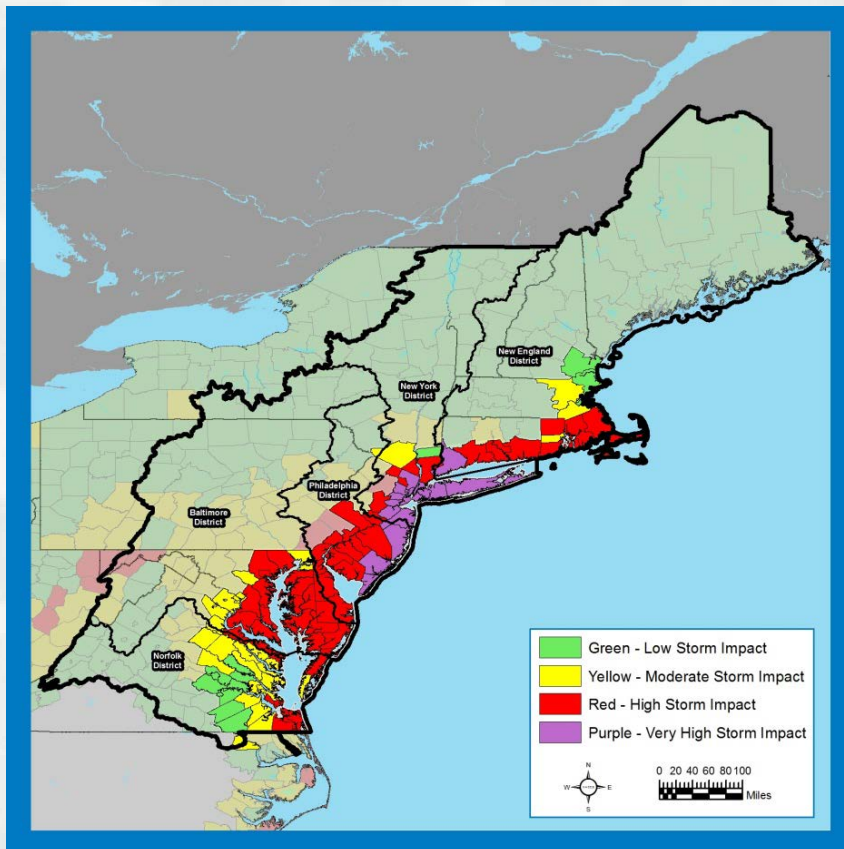 New England
District
New York
District
Philadelphia
District
Baltimore
District
Norfolk
District
Green - Low Storm Impact
Yellow - Moderate Storm Impact
Red - High Storm Impact
Purple - Very High Storm Impact
N
W E
S
0 20 40 60 80 100
Miles